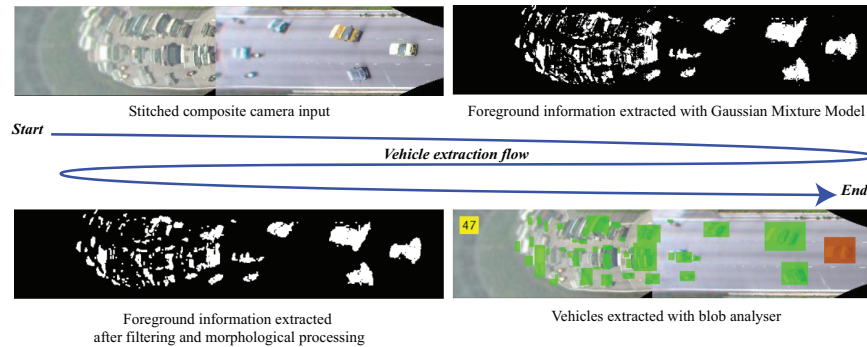 Stitched composite camera input
Foreground information extracted with Gaussian Mixture Model
Start
Vehicle extraction flow
End
47
Foreground information extracted
after filtering and morphological processing
Vehicles extracted with blob analyser